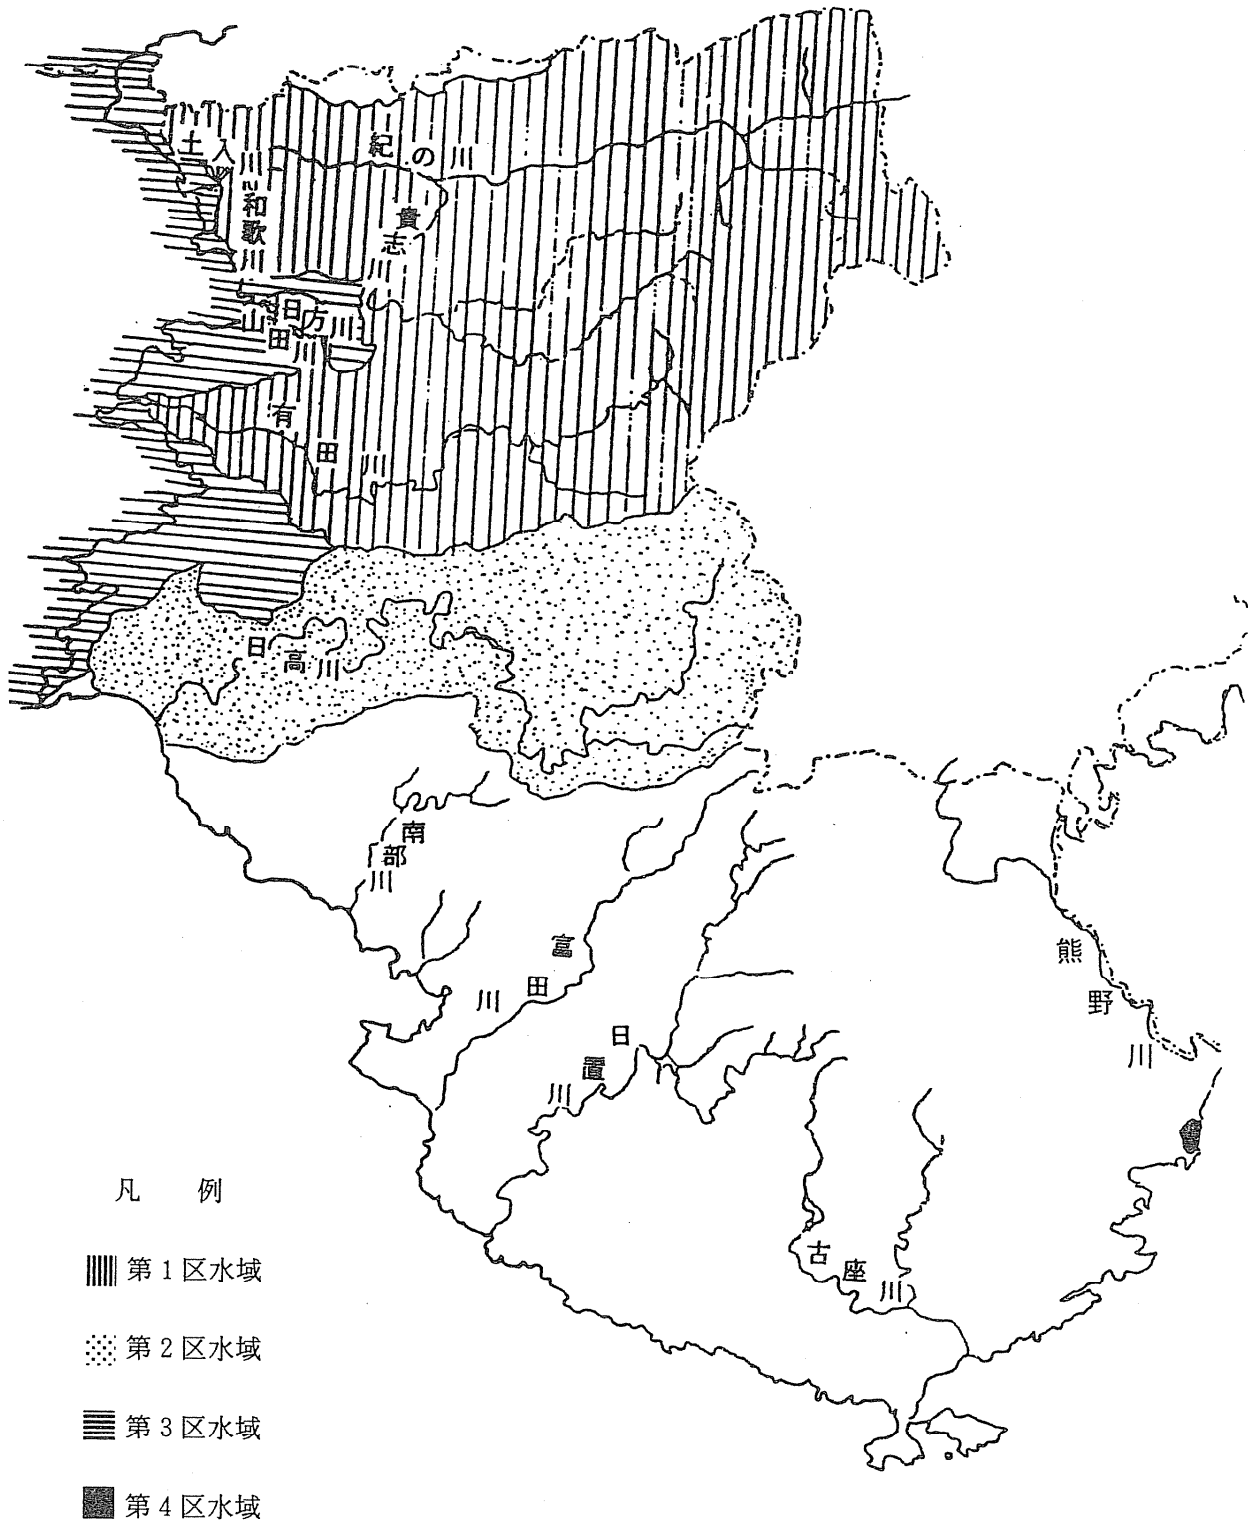 紀の川
土入川
和歌川
貴志川
日方川
山田川
有田川
日高川
南部川
富田川
日置川
熊野川
古座川
凡 例
第1区水域
第2区水域
第3区水域
第4区水域